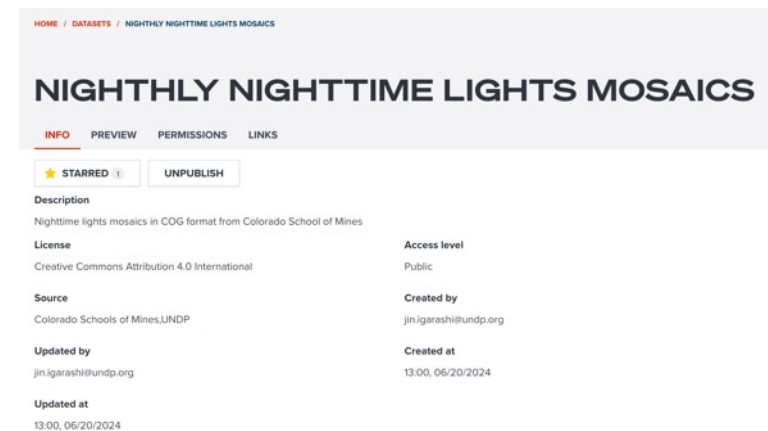 HOME / DATASETS / NIGHTHLY NIGHTTIME LIGHTS MOSAICS
NIGHTHLY NIGHTTIME LIGHTS MOSAICS
INFO PREVIEW PERMISSIONS LINKS
STARRED 1 UNPUBLISH
Description
Nighttime lights mosaics in COG format from Colorado School of Mines
License Access level
Creative Commons Attribution 4.0 International Public
Source Created by
Colorado Schools of Mines,UNDP jin.igarashi@undp.org
Updated by Created at
jin.igarashi@undp.org 13:00, 06/20/2024
Updated at
13:00, 06/20/2024